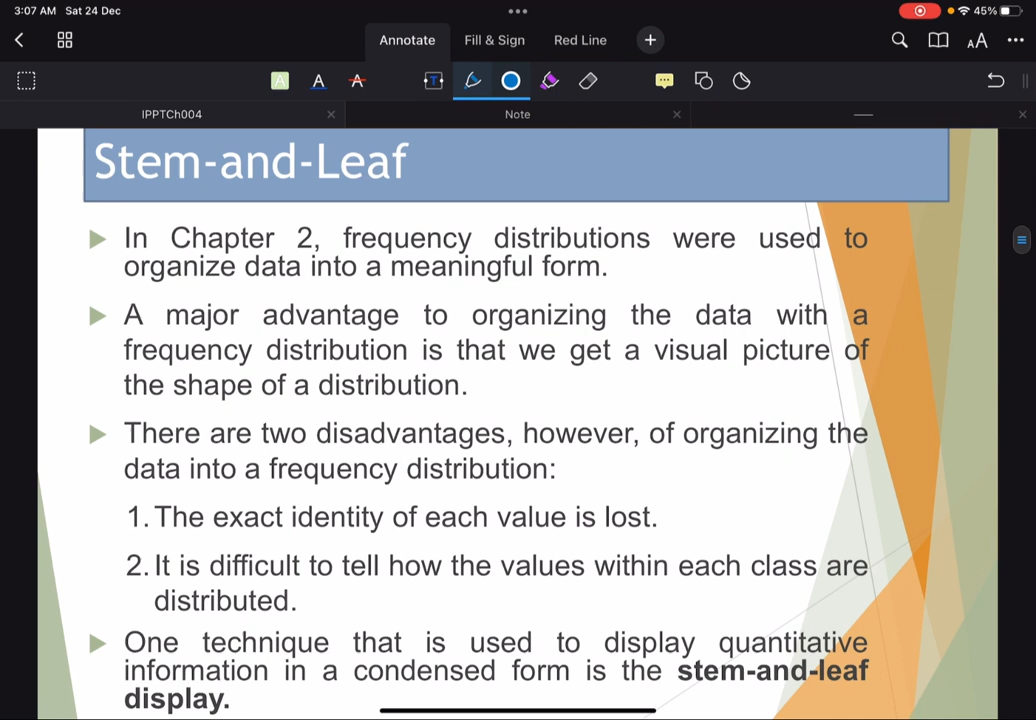 3:07 AM Sat 24 Dec
45%
Annotate Fill & Sign Red Line
AA
A A A T
IPPTCh004 Note
Stem-and-Leaf
In Chapter 2, frequency distributions were used to
organize data into a meaningful form.
A major advantage to organizing the data with a
frequency distribution is that we get a visual picture of
the shape of a distribution.
There are two disadvantages, however, of organizing the
data into a frequency distribution:
1. The exact identity of each value is lost.
2. It is difficult to tell how the values within each class are
distributed.
One technique that is used to display quantitative
information in a condensed form is the stem-and-leaf
display.